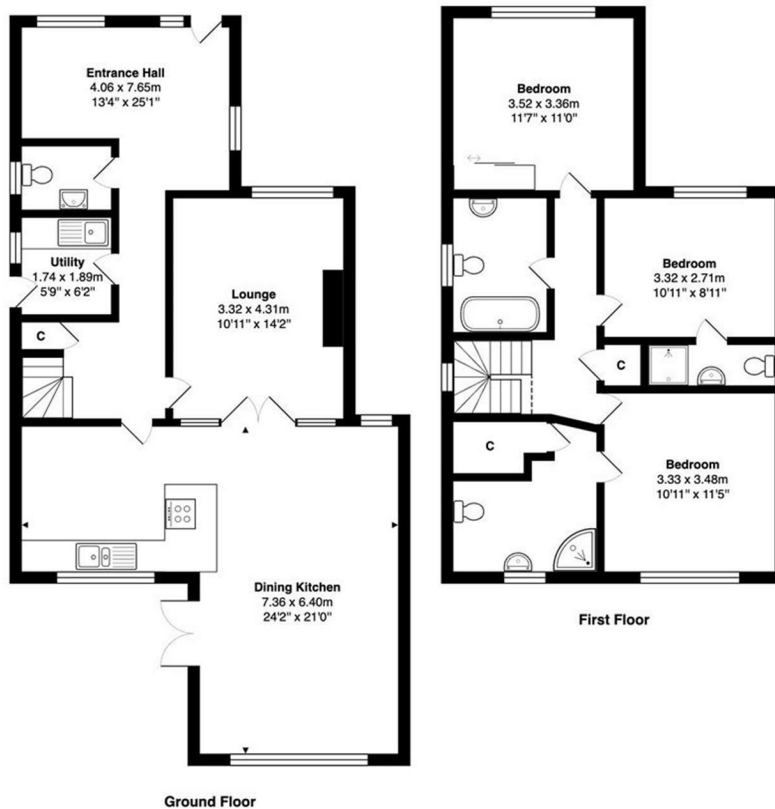 Entrance Hall
4.06 x 7.65m
13'4" x 25'1"
Utility
1.74 x 1.89m
5'9" x 6'2"
C
Lounge
3.32 x 4.31m
10'11" x 14'2"
Dining Kitchen
7.36 x 6.40m
24'2" x 21'0"
Ground Floor
Bedroom
3.52 x 3.36m
11'7" x 11'0"
Bedroom
3.32 x 2.71m
10'11" x 8'11"
C
C
Bedroom
3.33 x 3.48m
10'11" x 11'5"
First Floor